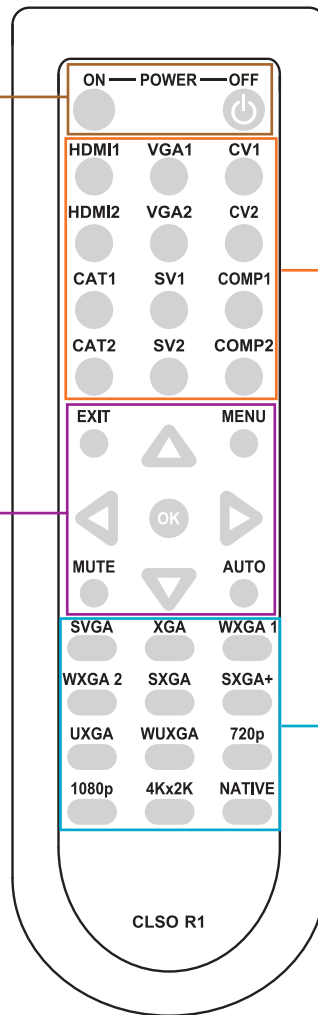 ON POWER OFF
HDMI1 VGA1 CV1
HDMI2 VGA2 CV2
CAT1 SV1 COMP1
CAT2 SV2 COMP2
EXIT MENU
OK
MUTE AUTO
SVGA XGA WXGA 1
WXGA 2 SXGA SXGA+
UXGA WUXGA 720p
1080p 4Kx2K NATIVE
CLSO R1